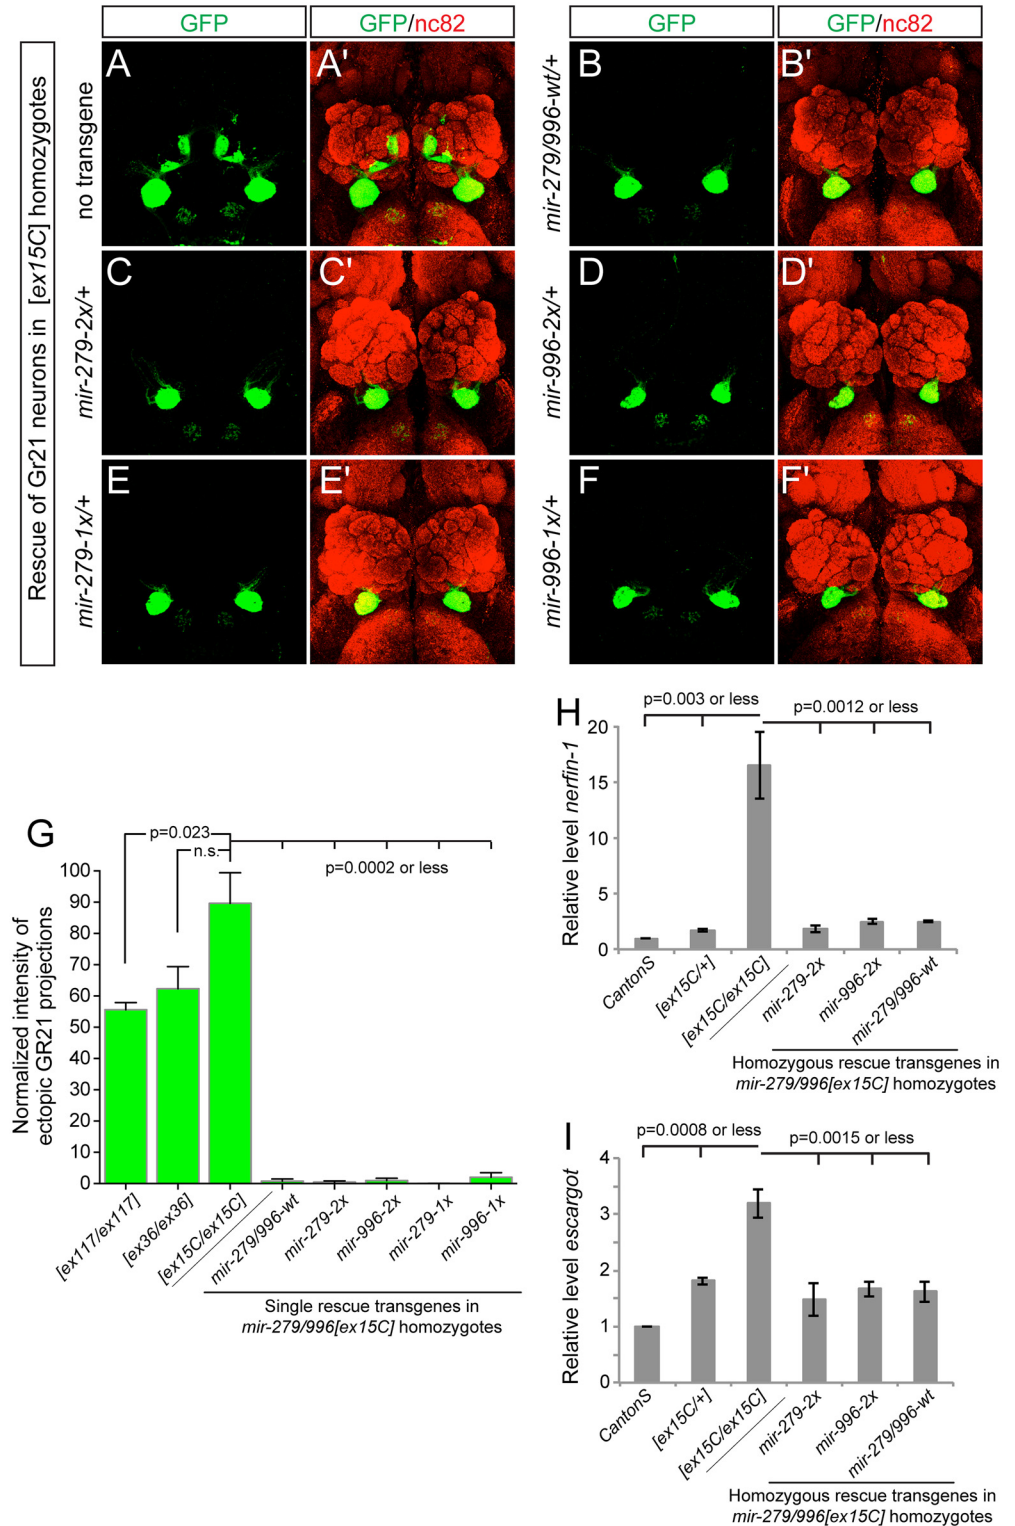 GFP
GFP/nc82
GFP
GFP/nc82
Rescue of Gr21 neurons in [ex15C] homozygotes
no transgene
A
A'
mir-279/996-wt/+
B
B'
mir-279-2x/+
C
C'
mir-996-2x/+
D
D'
mir-279-1x/+
E
E'
mir-996-1x/+
F
F'
G
p=0.023
n.s.
p=0.0002 or less
Normalized intensity of
ectopic GR21 projections
100
90
80
70
60
50
40
30
20
10
0
[ex117/ex117]
[ex36/ex36]
[ex15C/ex15C]
mir-279/996-wt
mir-279-2x
mir-996-2x
mir-279-1x
mir-996-1x
Single rescue transgenes in
mir-279/996[ex15C] homozygotes
H
p=0.003 or less
p=0.0012 or less
Relative level nerfin-1
20
15
10
5
0
CantonS
[ex15C/+]
[ex15C/ex15C]
mir-279-2x
mir-996-2x
mir-279/996-wt
Homozygous rescue transgenes in
mir-279/996[ex15C] homozygotes
I
p=0.0008 or less
p=0.0015 or less
Relative level escargot
4
3
2
1
0
CantonS
[ex15C/+]
[ex15C/ex15C]
mir-279-2x
mir-996-2x
mir-279/996-wt
Homozygous rescue transgenes in
mir-279/996[ex15C] homozygotes